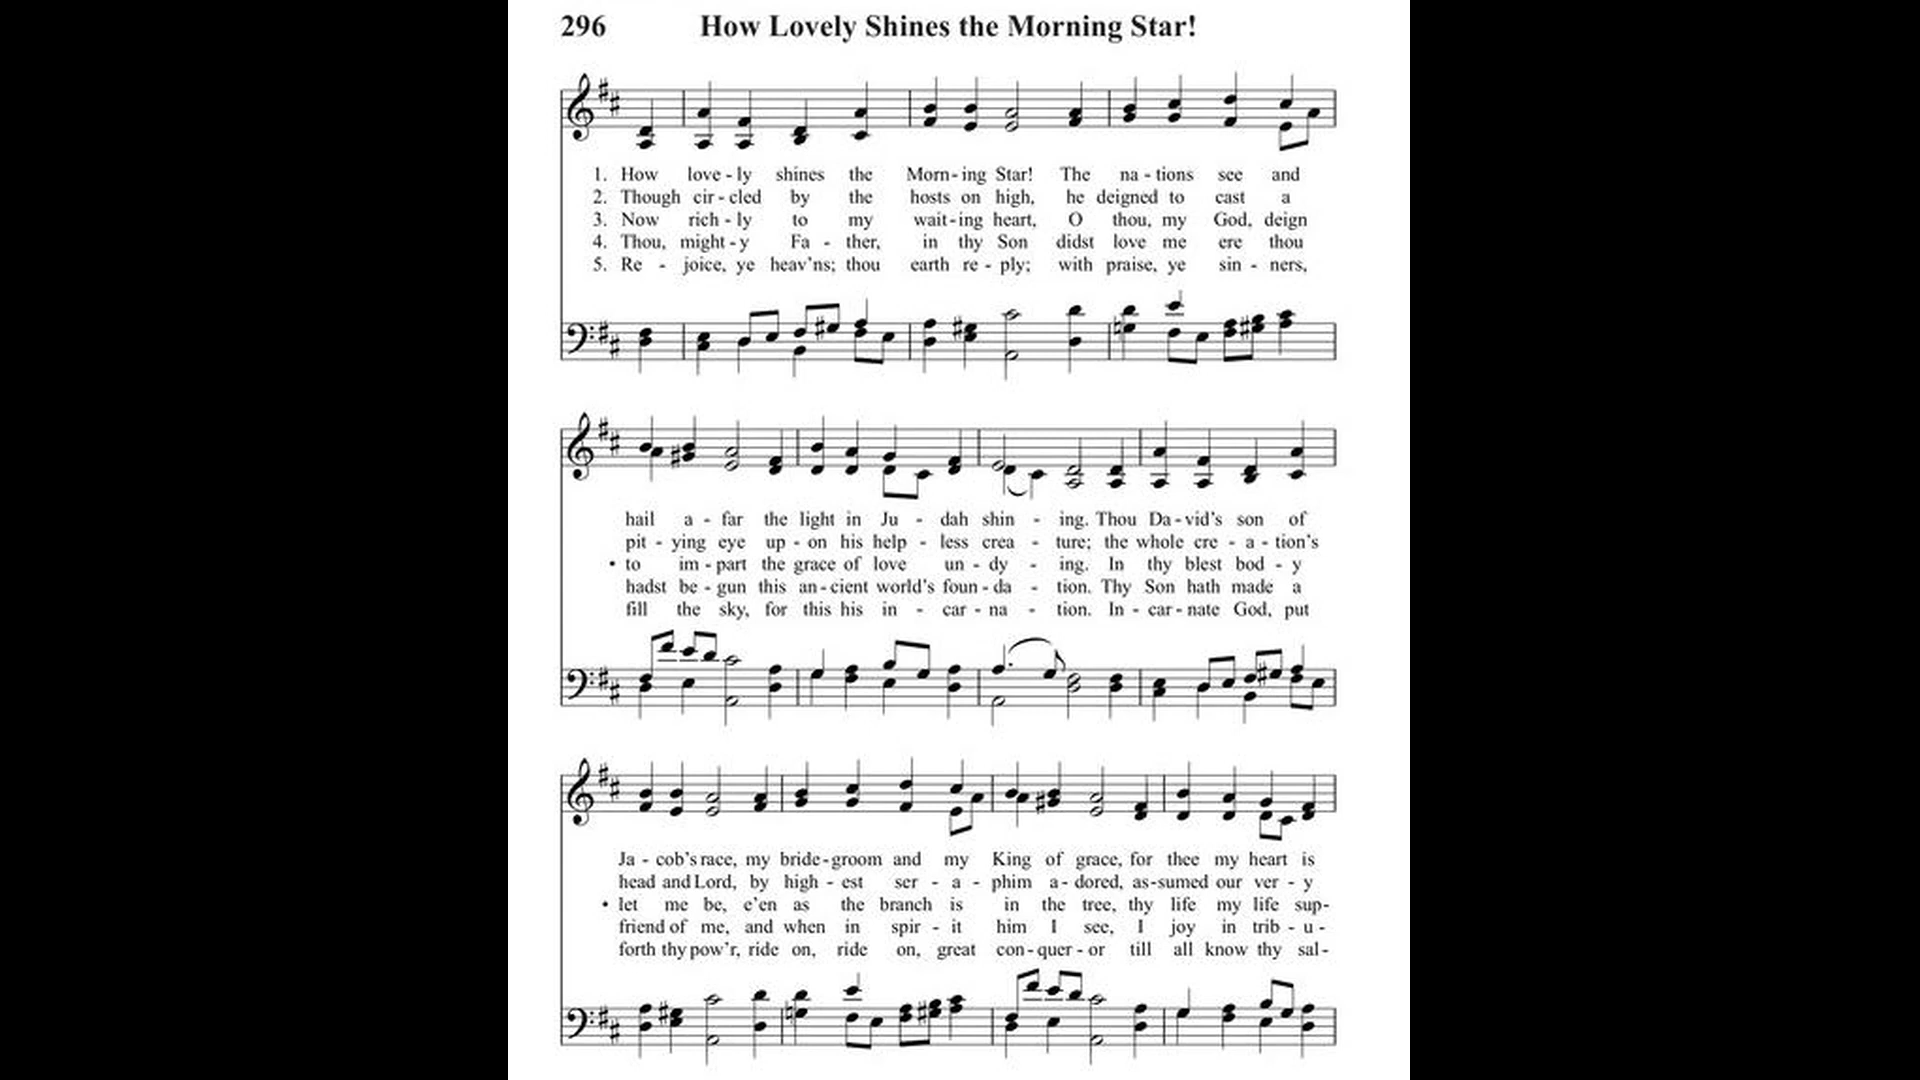 296 How Lovely Shines the Morning Star!
1. How love - ly shines the Morn - ing Star! The na - tions see and
2. Though cir - cled by the hosts on high, he deigned to cast a
3. Now rich - ly to my wait - ing heart, O thou, my God, deign
4. Thou, might - y Fa - ther, in thy Son didst love me ere thou
5. Re - joice, ye heav'ns; thou earth re - ply; with praise, ye sin - ners,
hail a - far the light in Ju - dah shin - ing. Thou Da - vid's son of
pit - ying eye up - on his help - less crea - ture; the whole cre - a - tion's
• to im - part the grace of love un - dy - ing. In thy blest bod - y
hadst be - gun this an - cient world's foun - da - tion. Thy Son hath made a
fill the sky, for this his in - car - na - tion. In - car - nate God, put
Ja - cob's race, my bride - groom and my King of grace, for thee my heart is
head and Lord, by high - est ser - a - phim a - dored, as - sumed our ver - y
• let me be, e'en as the branch is in the tree, thy life my life sup-
friend of me, and when in spir - it him I see, I joy in trib - u -
forth thy pow'r, ride on, ride on, great con - quer - or till all know thy sal -